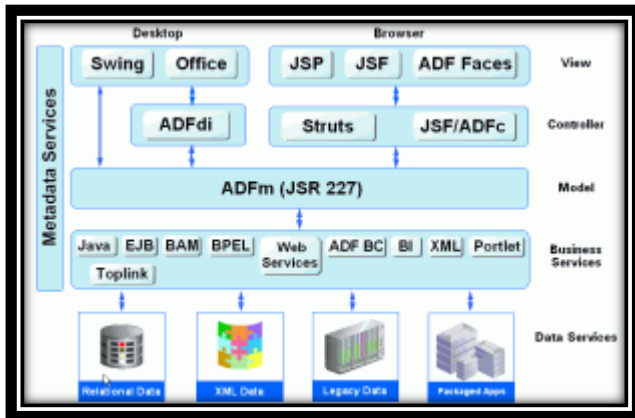 Desktop Browser
Swing Office JSP JSF ADF Faces View
ADFdi Struts JSF/ADFc Controller
Metadata Services
ADFm (JSR 227) Model
Java EJB BAM BPEL Web Services ADF BC BI XML Portlet Business Services
Toplink
Data Services
Relational Data XML Data Legacy Data Packaged Apps